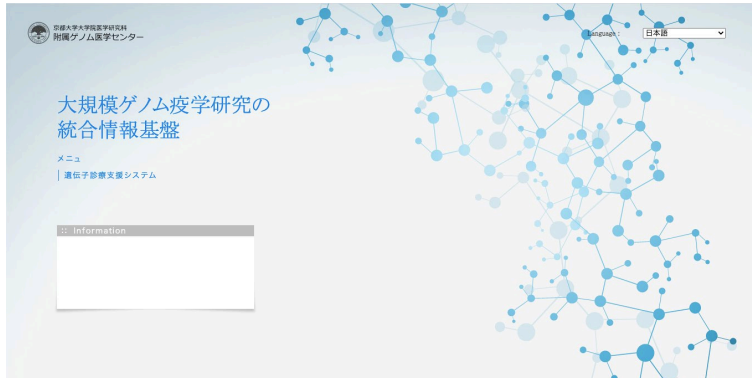 京都大学大学院医学研究科
附属ゲノム医学センター
Language :
日本語
大規模ゲノム疫学研究の
統合情報基盤
メニュ
遺伝子診療支援システム
:: Information